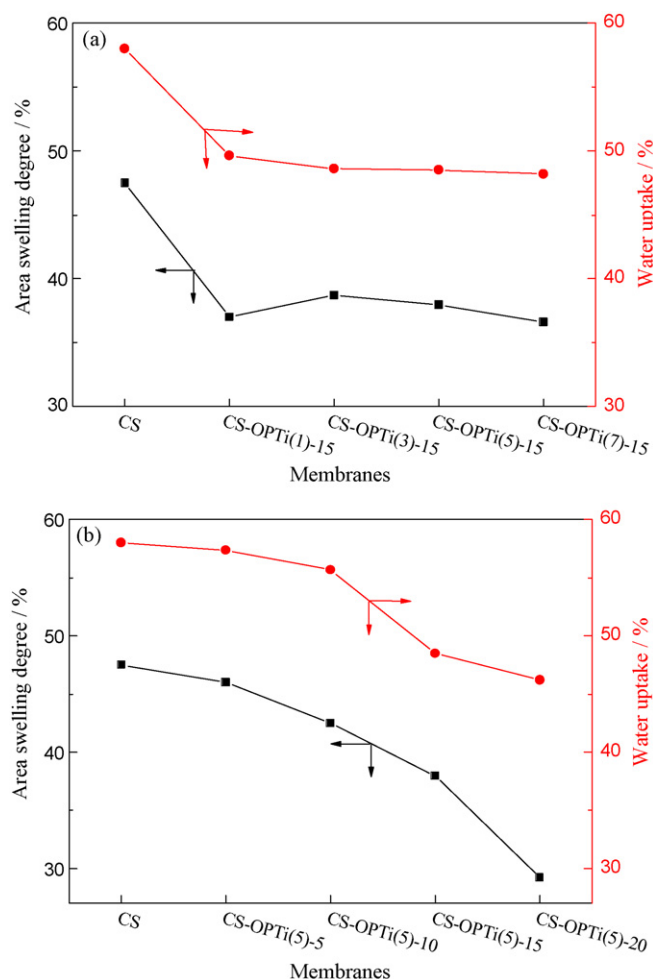 (a)
Area swelling degree / %
60
50
40
30
60
50
40
30
Water uptake / %
CS
CS-OPTi(1)-15
CS-OPTi(3)-15
CS-OPTi(5)-15
CS-OPTi(7)-15
Membranes
(b)
Area swelling degree / %
60
50
40
30
60
50
40
30
Water uptake / %
CS
CS-OPTi(5)-5
CS-OPTi(5)-10
CS-OPTi(5)-15
CS-OPTi(5)-20
Membranes